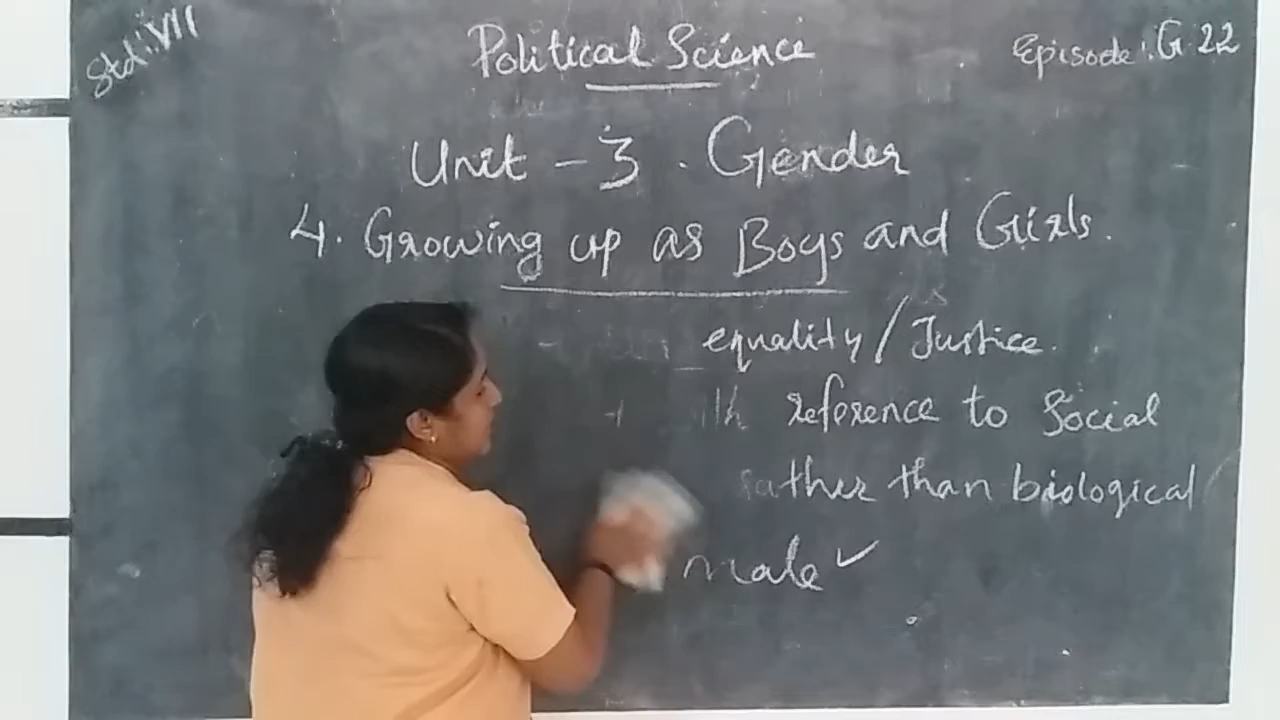 Std: VII
Political Science
Episode: G 22
Unit - 3. Gender
4. Growing up as Boys and Girls.
equality / Justice.
reference to Social
rather than biological
male ✓